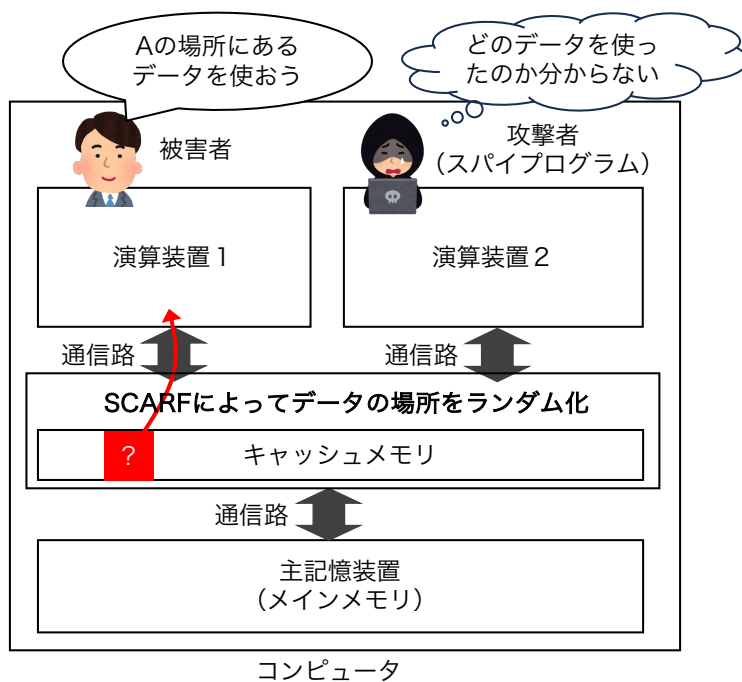 Aの場所にある
データを使おう
どのデータを使っ
たのか分からない
被害者
攻撃者
（スパイプログラム）
演算装置１
演算装置２
通信路
通信路
SCARFによってデータの場所をランダム化
？
キャッシュメモリ
通信路
主記憶装置
（メインメモリ）
コンピュータ